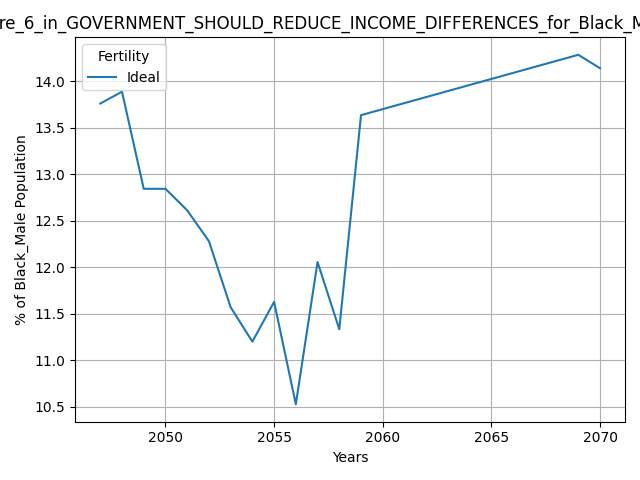 re_6_in_GOVERNMENT_SHOULD_REDUCE_INCOME_DIFFERENCES_for_Black_M
Fertility
Ideal
% of Black_Male Population
14.0
13.5
13.0
12.5
12.0
11.5
11.0
10.5
2050 2055 2060 2065 2070
Years